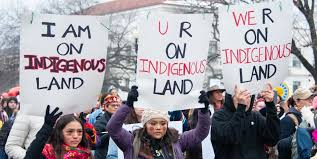 I AM
ON
INDIGENOUS
LAND
U R
ON
INDIGENOUS
LAND
WE R
ON
INDIGENOUS
LAND